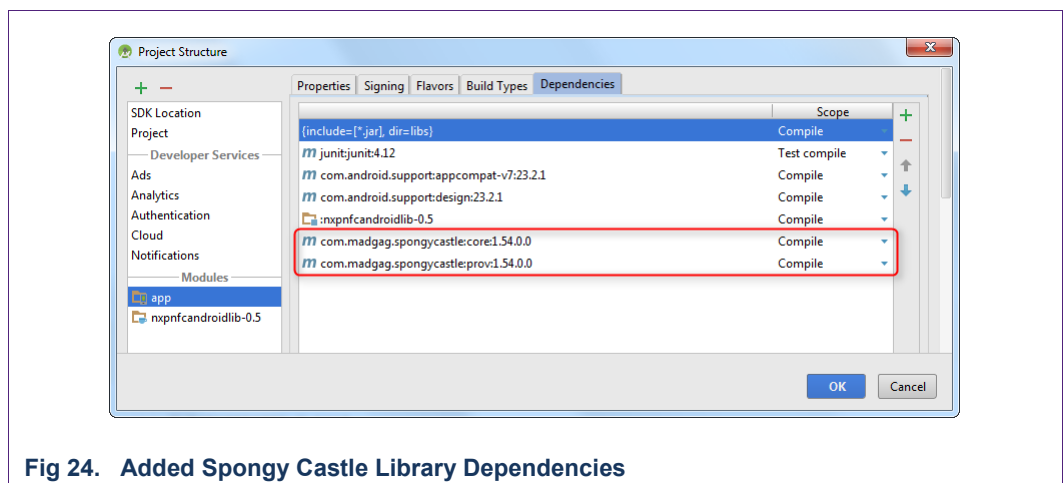 Project Structure
Properties Signing Flavors Build Types Dependencies
SDK Location
Project
Developer Services
Ads
Analytics
Authentication
Cloud
Notifications
Modules
app
nxpnfcandroidlib-0.5
Scope
{include=[*.jar], dir=libs} Compile
m junit:junit:4.12 Test compile
m com.android.support:appcompat-v7:23.2.1 Compile
m com.android.support:design:23.2.1 Compile
:nxpnfcandroidlib-0.5 Compile
m com.madgag.spongycastle:core:1.54.0.0 Compile
m com.madgag.spongycastle:prov:1.54.0.0 Compile
OK Cancel
Fig 24. Added Spongy Castle Library Dependencies